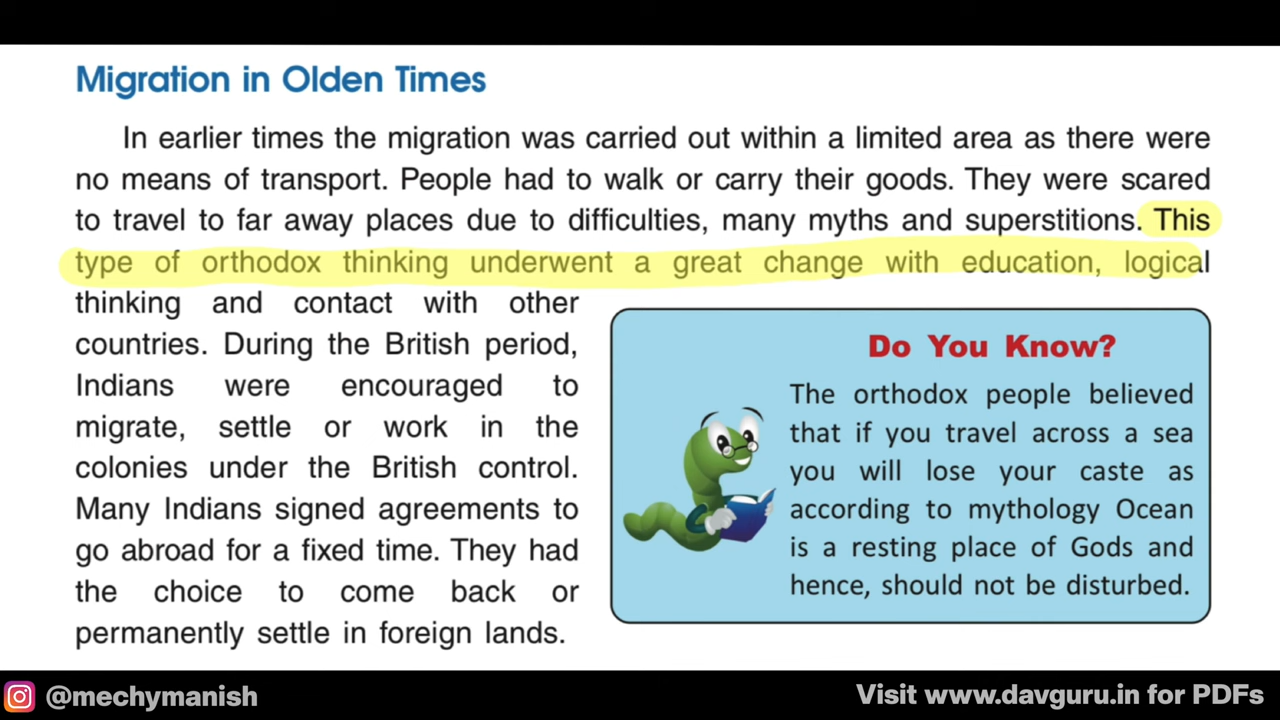 Migration in Olden Times
In earlier times the migration was carried out within a limited area as there were
no means of transport. People had to walk or carry their goods. They were scared
to travel to far away places due to difficulties, many myths and superstitions. This
type of orthodox thinking underwent a great change with education, logical
thinking and contact with other
countries. During the British period,
Indians were encouraged to
migrate, settle or work in the
colonies under the British control.
Many Indians signed agreements to
go abroad for a fixed time. They had
the choice to come back or
permanently settle in foreign lands.
Do You Know?
The orthodox people believed
that if you travel across a sea
you will lose your caste as
according to mythology Ocean
is a resting place of Gods and
hence, should not be disturbed.
@mechymanish
Visit www.davguru.in for PDFs